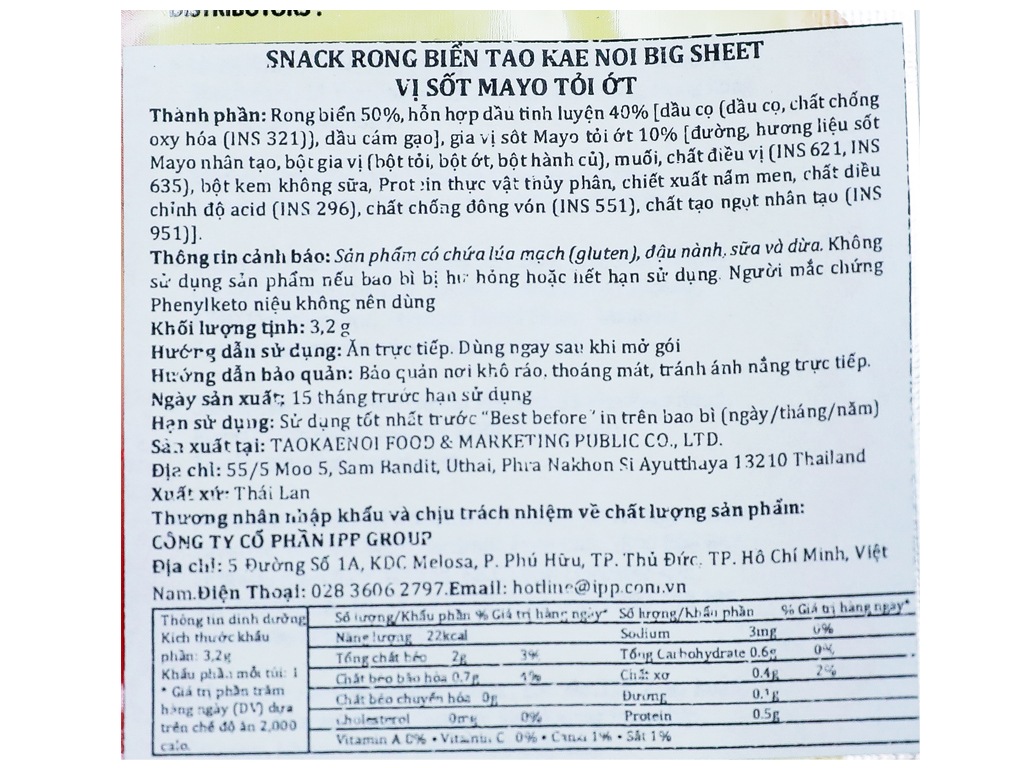 DISTRIBUTORS :
SNACK RONG BIỂN TAO KAE NOI BIG SHEET
VỊ SỐT MAYO TỎI ỚT
Thành phần: Rong biển 50%, hỗn hợp dầu tinh luyện 40% [dầu cọ (dầu cọ, chất chống
oxy hóa (INS 321)), dầu cám gạo], gia vị sốt Mayo tỏi ớt 10% [đường, hương liệu sốt
Mayo nhân tạo, bột gia vị (bột tỏi, bột ớt, bột hành củ), muối, chất điều vị (INS 621, INS
635), bột kem không sữa, Protein thực vật thủy phân, chiết xuất nấm men, chất điều
chỉnh độ acid (INS 296), chất chống đông vón (INS 551), chất tạo ngọt nhân tạo (INS
951)].
Thông tin cảnh báo: Sản phẩm có chứa lúa mạch (gluten), đậu nành, sữa và dừa. Không
sử dụng sản phẩm nếu bao bì bị hư hỏng hoặc hết hạn sử dụng. Người mắc chứng
Phenylketo niệu không nên dùng
Khối lượng tịnh: 3,2 g
Hướng dẫn sử dụng: Ăn trực tiếp. Dùng ngay sau khi mở gói
Hướng dẫn bảo quản: Bảo quản nơi khô ráo, thoáng mát, tránh ánh nắng trực tiếp.
Ngày sản xuất: 15 tháng trước hạn sử dụng
Hạn sử dụng: Sử dụng tốt nhất trước "Best before" in trên bao bì (ngày/tháng/năm)
Sản xuất tại: TAOKAENOI FOOD & MARKETING PUBLIC CO., LTD.
Địa chỉ: 55/5 Moo 5, Sam Bandit, Uthai, Phra Nakhon Si Ayutthaya 13210 Thailand
Xuất xứ: Thái Lan
Thương nhân nhập khẩu và chịu trách nhiệm về chất lượng sản phẩm:
CÔNG TY CỔ PHẦN IPP GROUP
Địa chỉ: 5 Đường Số 1A, KDC Melosa, P. Phú Hữu, TP. Thủ Đức, TP. Hồ Chí Minh, Việt
Nam.Điện Thoại: 028 3606 2797.Email: hotline@ipp.com.vn
Thông tin dinh dưỡng
Kích thước khẩu
phần: 3,2g
Khẩu phần mỗi túi: 1
* Giá trị phần trăm
hàng ngày (DV) dựa
trên chế độ ăn 2,000
calo.
Số lượng/Khẩu phần % Giá trị hàng ngày* Số lượng/khẩu phần % Giá trị hàng ngày*
Năng lượng 22kcal Sodium 3mg 0%
Tổng chất béo 2g 3% Tổng Carbohydrate 0.6g 0%
Chất béo bão hòa 0.7g 4% Chất xơ 0.4g 2%
Chất béo chuyển hóa 0g Đường 0.1g
Cholesterol 0mg 0% Protein 0.5g
Vitamin A 0% • Vitamin C 0% • Canxi 1% • Sắt 1%